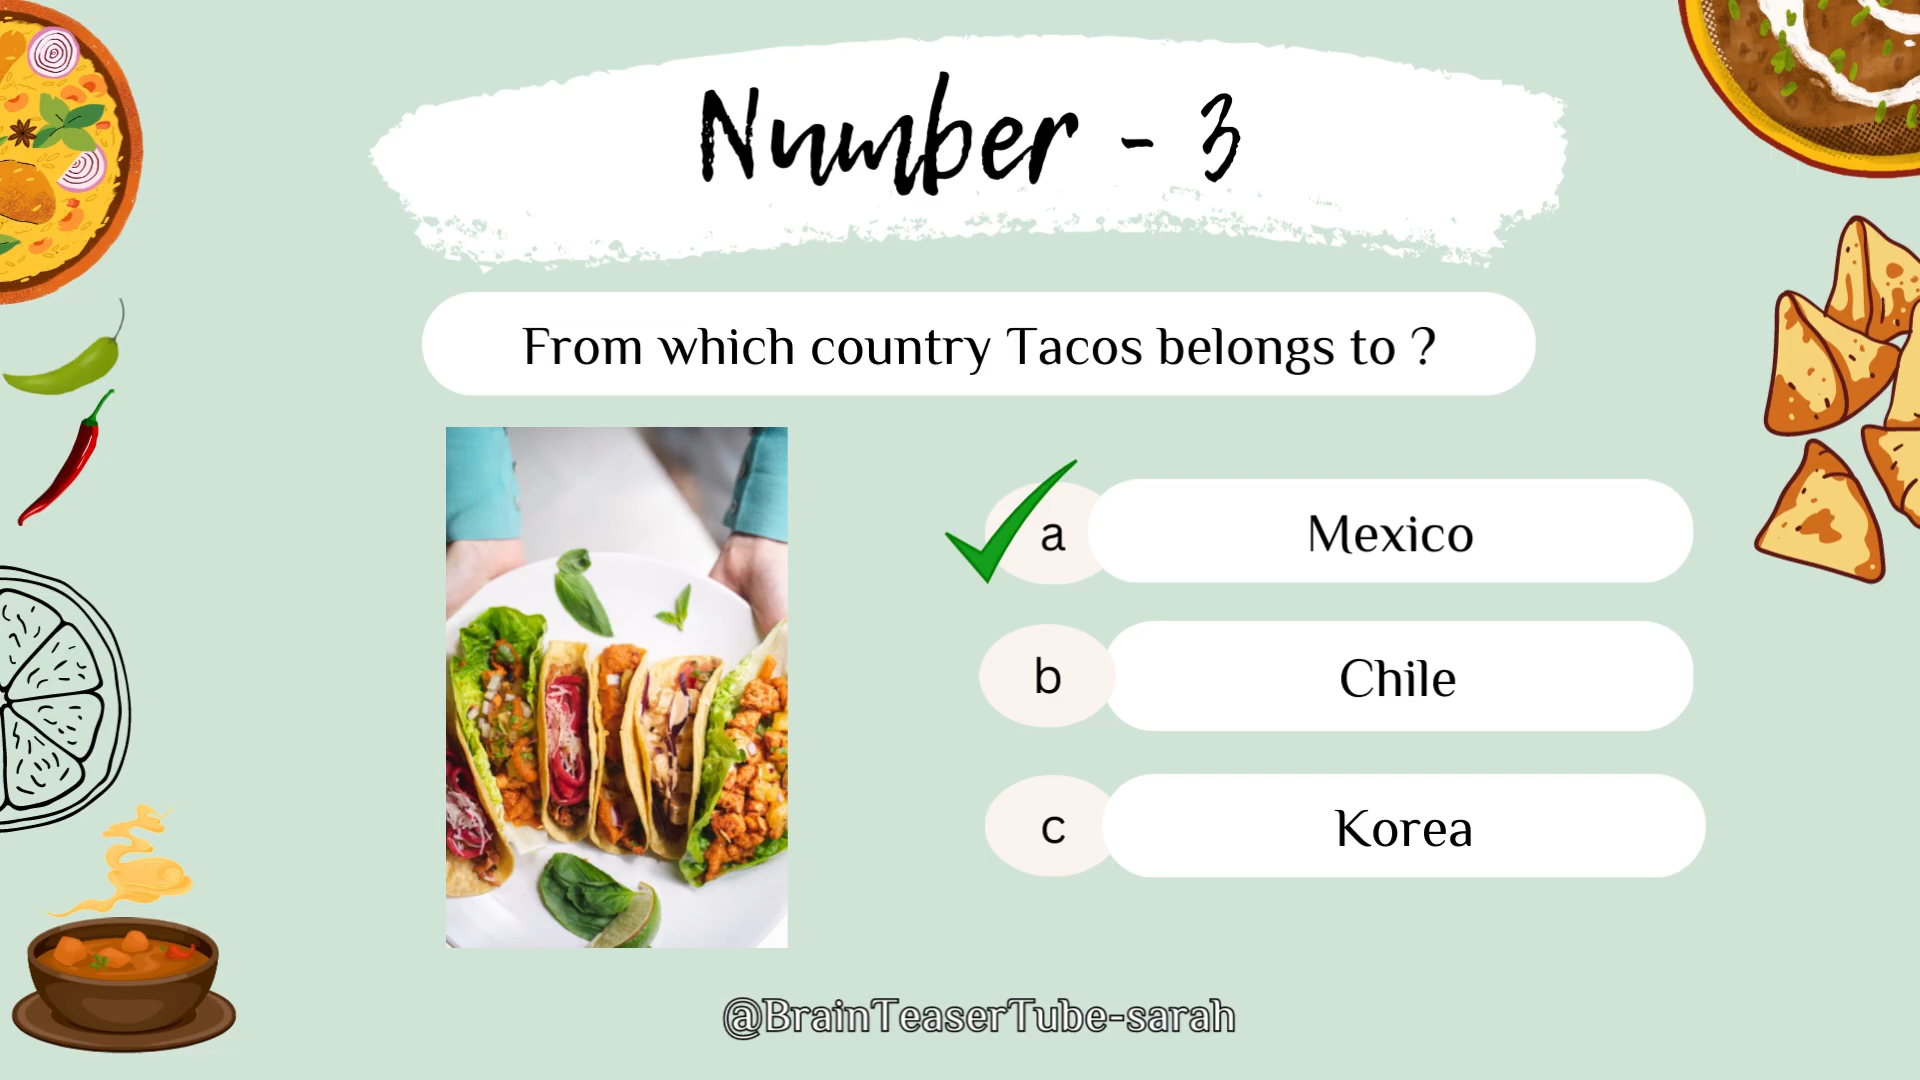 Number - 3
From which country Tacos belongs to ?
a
Mexico
b
Chile
c
Korea
@BrainTeaserTube-sarah